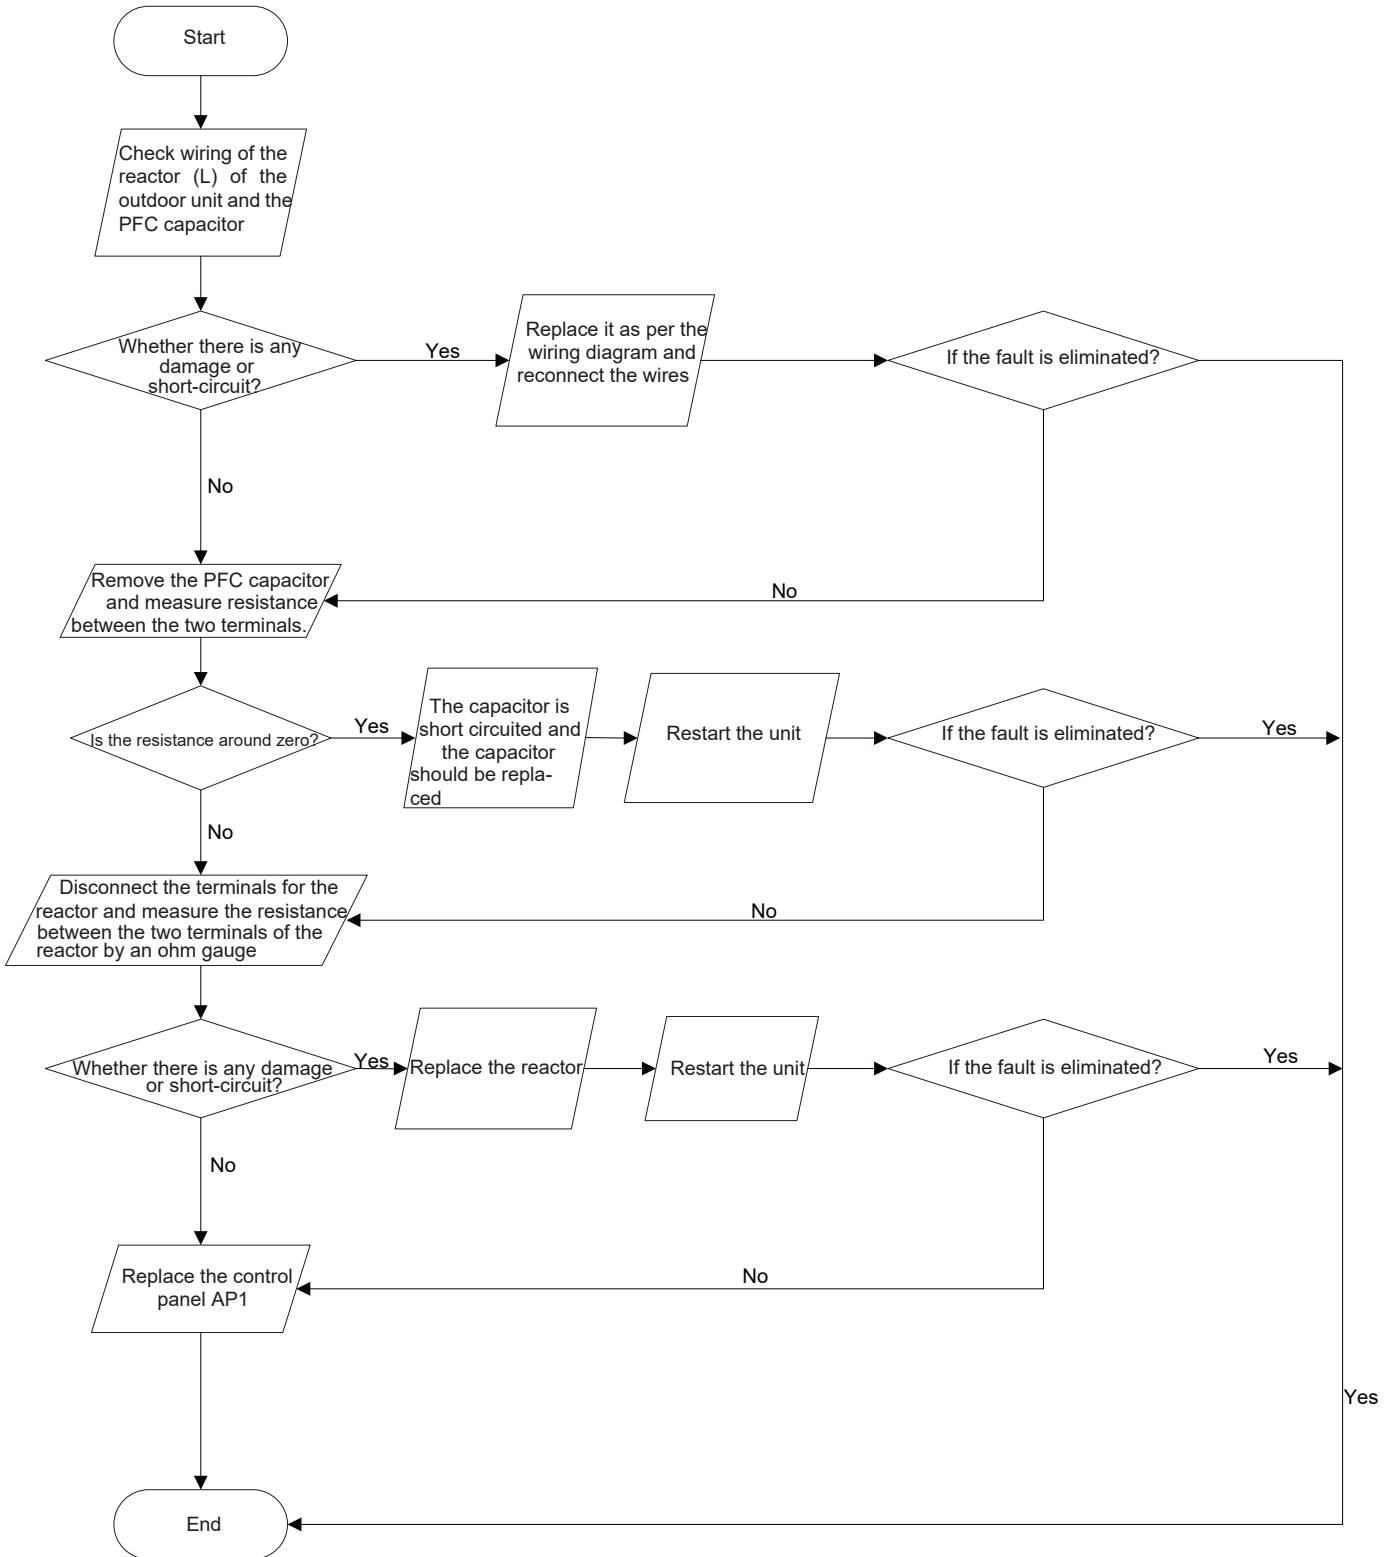 Start
Check wiring of the
reactor (L) of the
outdoor unit and the
PFC capacitor
Whether there is any
damage or
short-circuit?
Yes
Replace it as per the
wiring diagram and
reconnect the wires
If the fault is eliminated?
No
Remove the PFC capacitor
and measure resistance
between the two terminals.
No
Is the resistance around zero?
Yes
The capacitor is
short circuited and
the capacitor
should be repla-
ced
Restart the unit
If the fault is eliminated?
Yes
No
Disconnect the terminals for the
reactor and measure the resistance
between the two terminals of the
reactor by an ohm gauge
No
Whether there is any damage
or short-circuit?
Yes
Replace the reactor
Restart the unit
If the fault is eliminated?
Yes
No
Replace the control
panel AP1
No
Yes
End